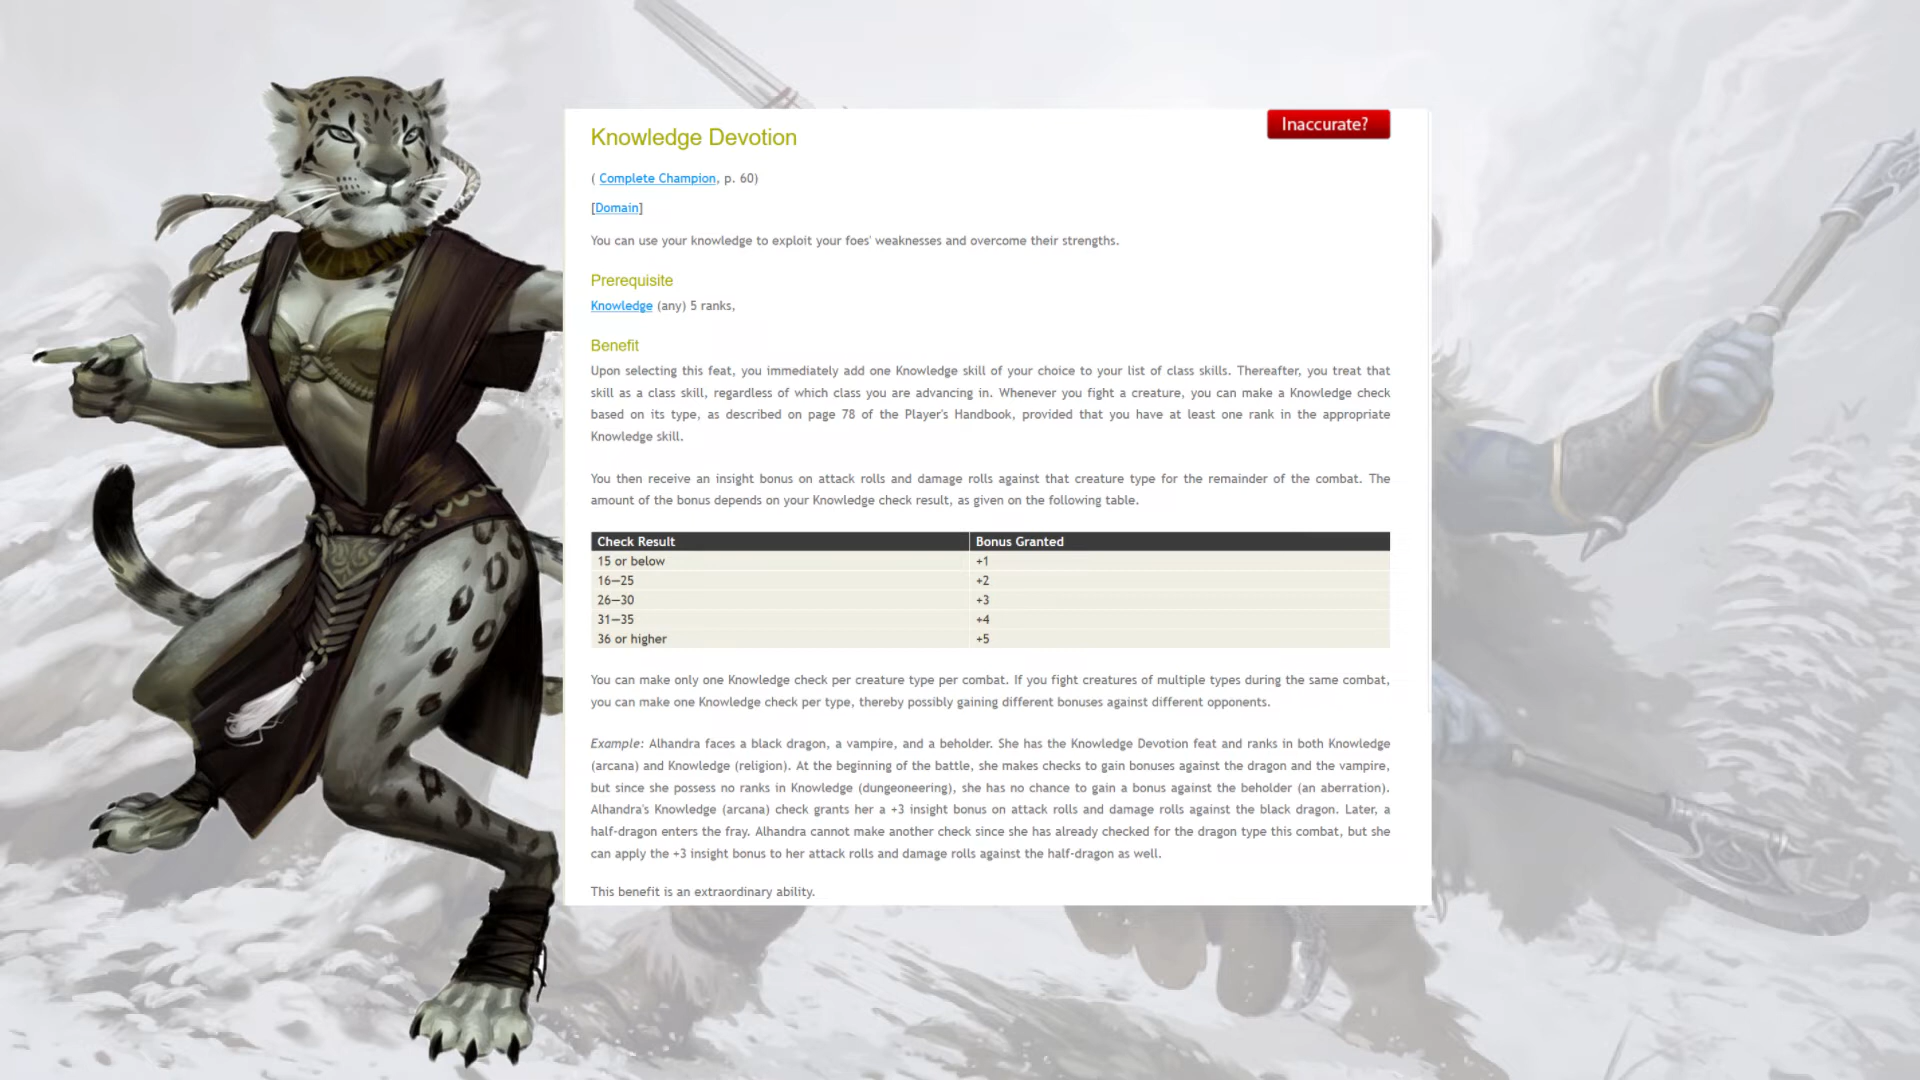 Inaccurate?
Knowledge Devotion
( Complete Champion, p. 60)
[Domain]
You can use your knowledge to exploit your foes' weaknesses and overcome their strengths.
Prerequisite
Knowledge (any) 5 ranks,
Benefit
Upon selecting this feat, you immediately add one Knowledge skill of your choice to your list of class skills. Thereafter, you treat that
skill as a class skill, regardless of which class you are advancing in. Whenever you fight a creature, you can make a Knowledge check
based on its type, as described on page 78 of the Player's Handbook, provided that you have at least one rank in the appropriate
Knowledge skill.
You then receive an insight bonus on attack rolls and damage rolls against that creature type for the remainder of the combat. The
amount of the bonus depends on your Knowledge check result, as given on the following table.
Check Result Bonus Granted
15 or below +1
16—25 +2
26—30 +3
31—35 +4
36 or higher +5
You can make only one Knowledge check per creature type per combat. If you fight creatures of multiple types during the same combat,
you can make one Knowledge check per type, thereby possibly gaining different bonuses against different opponents.
Example: Alhandra faces a black dragon, a vampire, and a beholder. She has the Knowledge Devotion feat and ranks in both Knowledge
(arcana) and Knowledge (religion). At the beginning of the battle, she makes checks to gain bonuses against the dragon and the vampire,
but since she possess no ranks in Knowledge (dungeoneering), she has no chance to gain a bonus against the beholder (an aberration).
Alhandra's Knowledge (arcana) check grants her a +3 insight bonus on attack rolls and damage rolls against the black dragon. Later, a
half-dragon enters the fray. Alhandra cannot make another check since she has already checked for the dragon type this combat, but she
can apply the +3 insight bonus to her attack rolls and damage rolls against the half-dragon as well.
This benefit is an extraordinary ability.